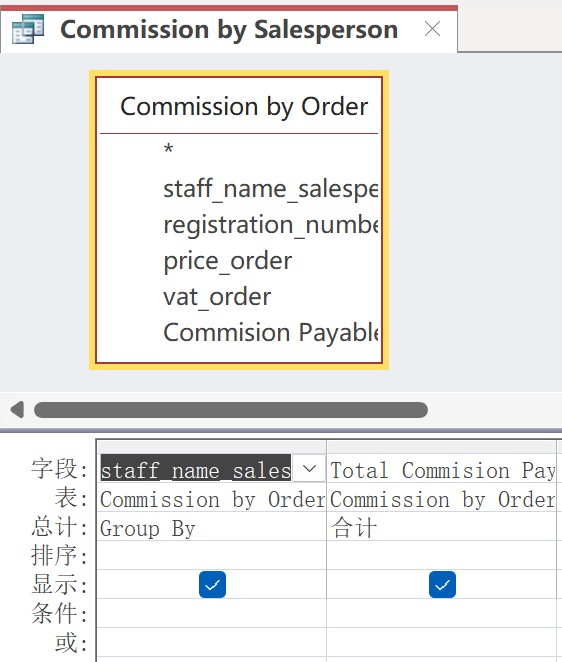 Commission by Salesperson
Commission by Order
*
staff_name_salespe
registration_numbe
price_order
vat_order
Commision Payable
字段: staff_name_sales Total Commision Pay
表: Commission by Order Commission by Order
总计: Group By 合计
排序:
显示:
条件:
或: